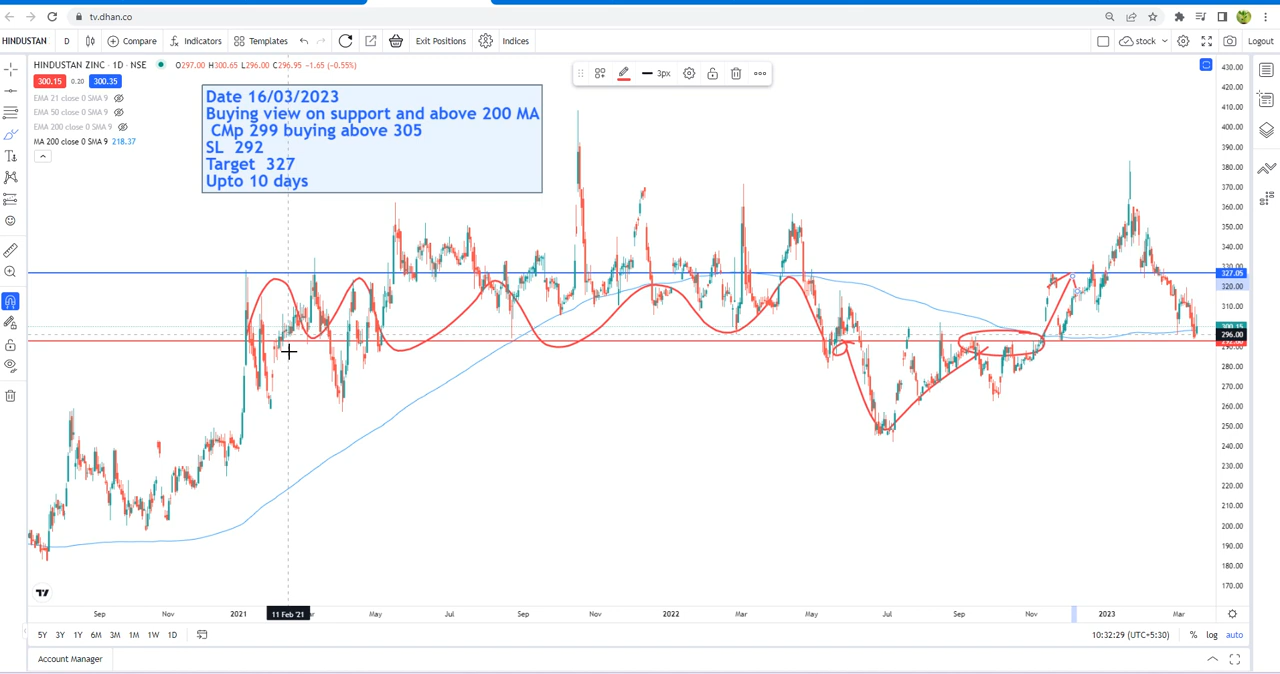 tv.dhan.co
HINDUSTAN D Compare Indicators Templates Exit Positions Indices stock Logout
HINDUSTAN ZINC · 1D · NSE O297.00 H300.65 L296.00 C296.95 −1.65 (−0.55%)
300.15 0.20 300.35
3px
EMA 21 close 0 SMA 9
EMA 50 close 0 SMA 9
EMA 200 close 0 SMA 9
MA 200 close 0 SMA 9 218.37
Date 16/03/2023
Buying view on support and above 200 MA
CMp 299 buying above 305
SL 292
Target 327
Upto 10 days
430.00
420.00
410.00
400.00
390.00
380.00
370.00
360.00
350.00
340.00
330.00
327.05
320.00
310.00
300.15
296.00
280.00
270.00
260.00
250.00
240.00
230.00
220.00
210.00
200.00
190.00
180.00
170.00
Sep Nov 2021 11 Feb '21 May Jul Sep Nov 2022 Mar May Jul Sep Nov 2023 Mar
5Y 3Y 1Y 6M 3M 1M 1W 1D 10:32:29 (UTC+5:30) % log auto
Account Manager